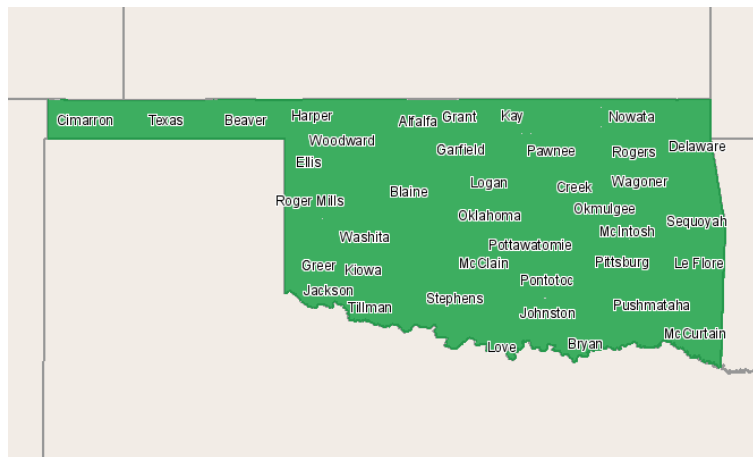 Cimarron
Texas
Beaver
Harper
Alfalfa
Grant
Kay
Nowata
Woodward
Garfield
Pawnee
Rogers
Delaware
Ellis
Blaine
Logan
Creek
Wagoner
Roger Mills
Oklahoma
Okmulgee
Sequoyah
Washita
Pottawatomie
McIntosh
Greer
Kiowa
McClain
Pittsburg
Le Flore
Jackson
Pontotoc
Tillman
Stephens
Johnston
Pushmataha
Love
Bryan
McCurtain